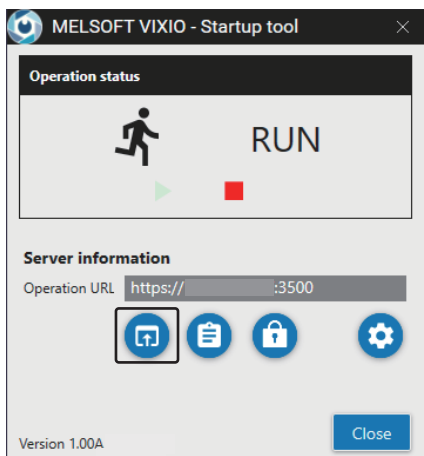 MELSOFT VIXIO - Startup tool
Operation status
RUN
Server information
Operation URL https:// :3500
Version 1.00A
Close